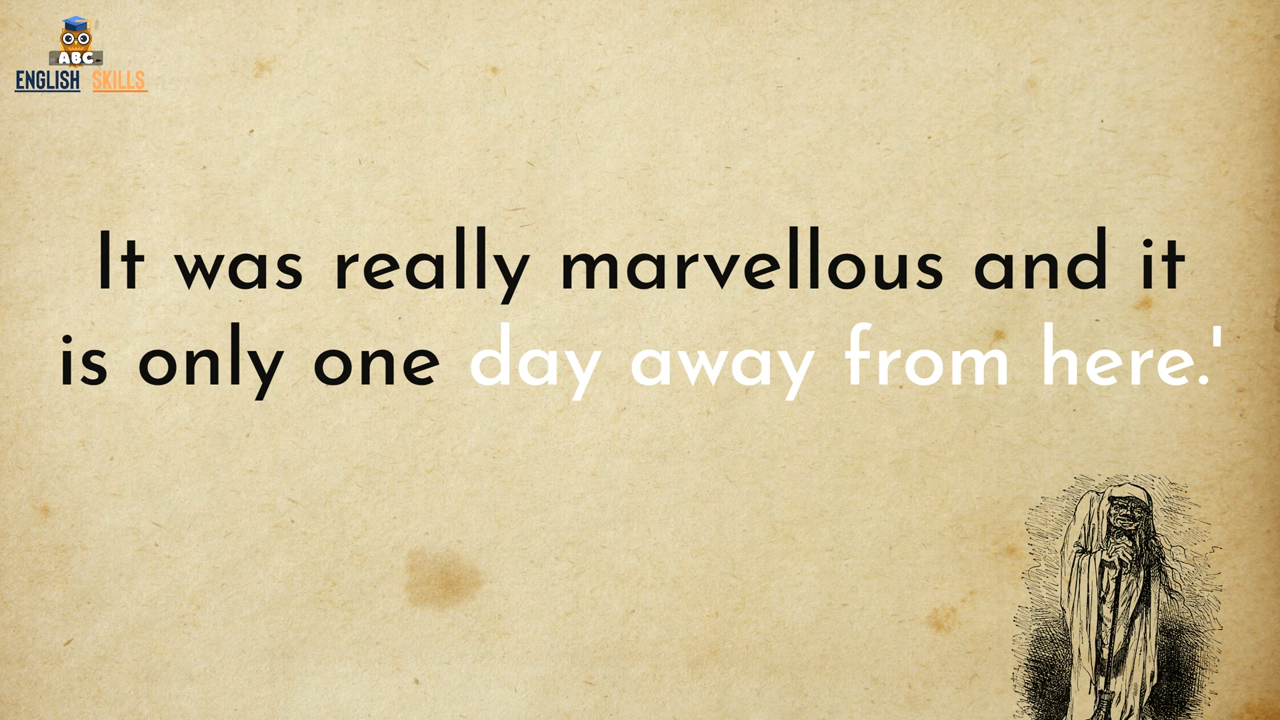 ABC
ENGLISH SKILLS
It was really marvellous and it
is only one day away from here.'